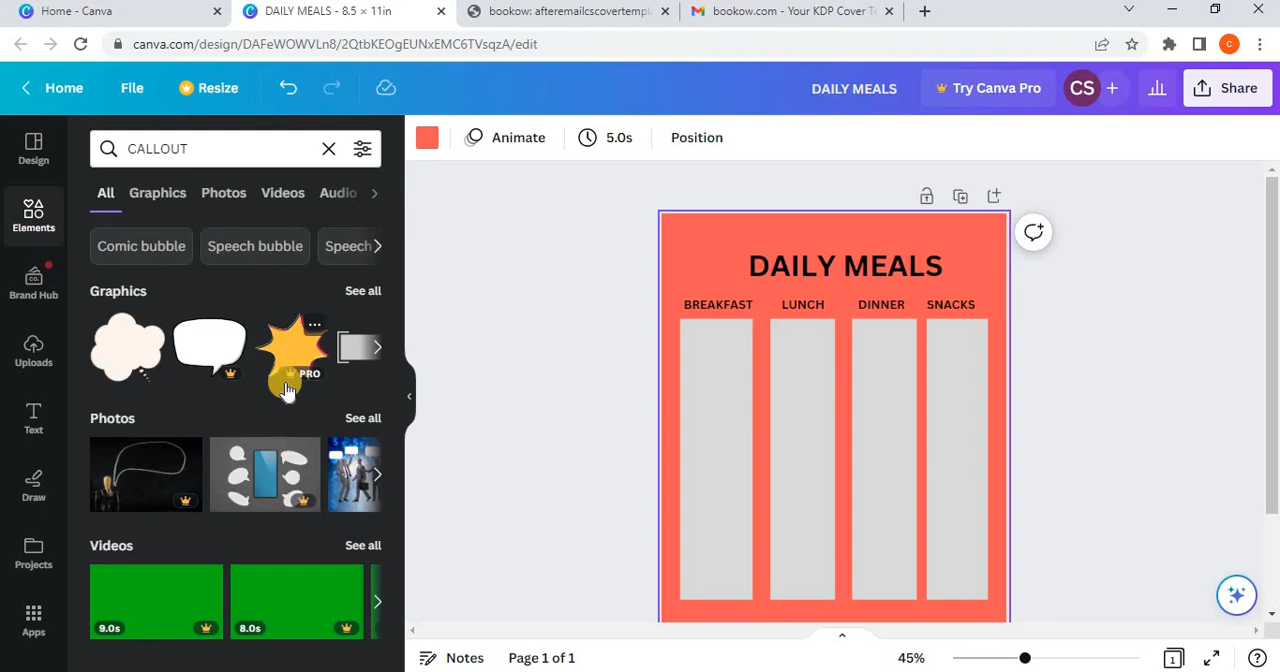 Home - Canva
DAILY MEALS - 8.5 × 11in
bookow: afteremailcscovertempl
bookow.com - Your KDP Cover Te
canva.com/design/DAFeWOWVLn8/2QtbKEOgEUNxEMC6TVsqzA/edit
C
Home
File
Resize
DAILY MEALS
Try Canva Pro
CS
Share
Design
Elements
Brand Hub
Uploads
Text
Draw
Projects
Apps
CALLOUT
All
Graphics
Photos
Videos
Audio
Comic bubble
Speech bubble
Speech
Graphics
See all
PRO
Photos
See all
Videos
See all
9.0s
8.0s
Animate
5.0s
Position
DAILY MEALS
BREAKFAST
LUNCH
DINNER
SNACKS
Notes
Page 1 of 1
45%
1